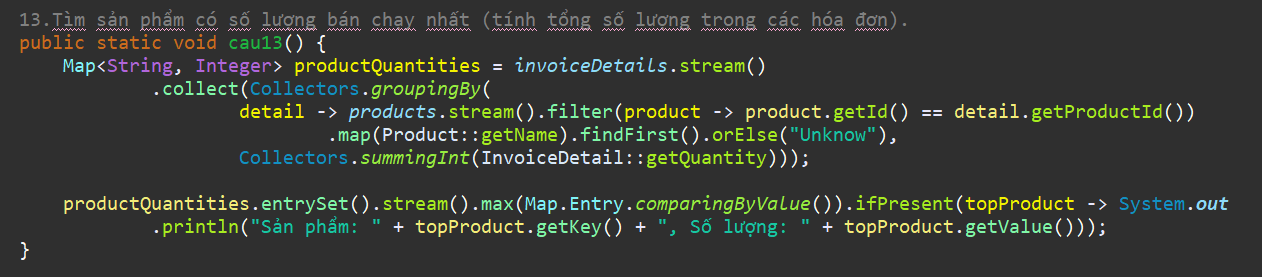 13.Tìm sản phẩm có số lượng bán chạy nhất (tính tổng số lượng trong các hóa đơn).
public static void cau13() {
Map<String, Integer> productQuantities = invoiceDetails.stream()
.collect(Collectors.groupingBy(
detail -> products.stream().filter(product -> product.getId() == detail.getProductId())
.map(Product::getName).findFirst().orElse("Unknow"),
Collectors.summingInt(InvoiceDetail::getQuantity)));
productQuantities.entrySet().stream().max(Map.Entry.comparingByValue()).ifPresent(topProduct -> System.out
.println("Sản phẩm: " + topProduct.getKey() + ", Số lượng: " + topProduct.getValue()));
}